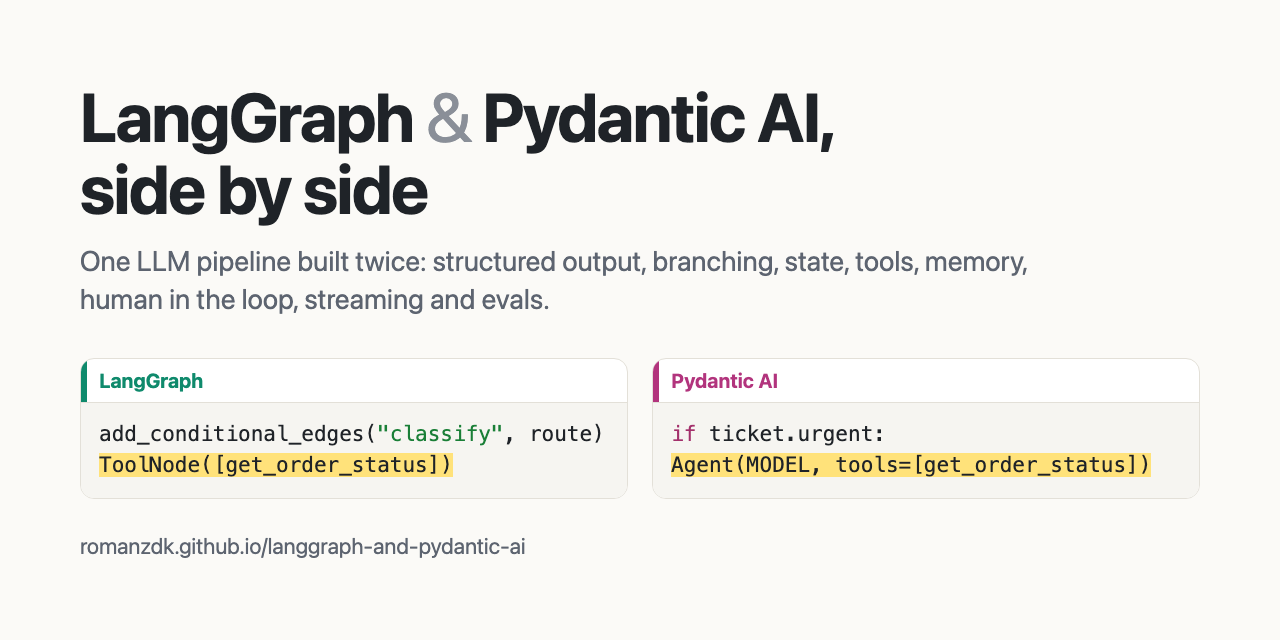 LangGraph & Pydantic AI,
side by side
One LLM pipeline built twice: structured output, branching, state, tools, memory,
human in the loop, streaming and evals.
LangGraph
add_conditional_edges("classify", route)
ToolNode([get_order_status])
Pydantic AI
if ticket.urgent:
Agent(MODEL, tools=[get_order_status])
romanzdk.github.io/langgraph-and-pydantic-ai